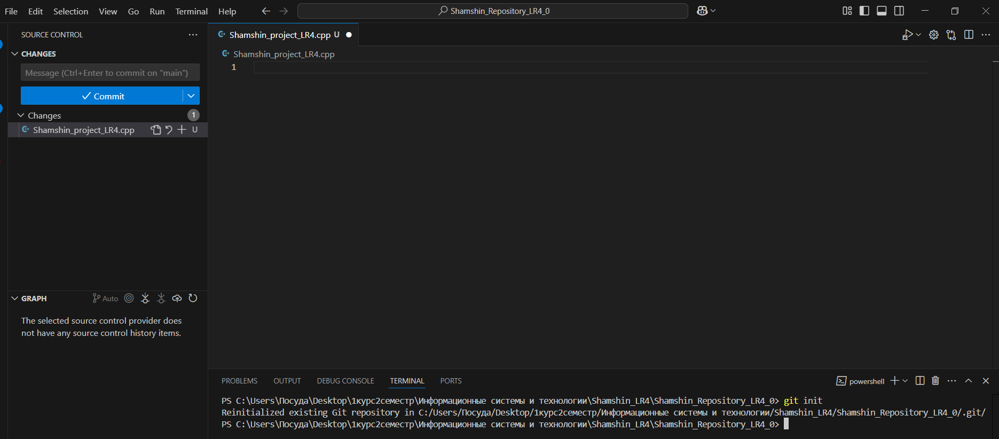 File Edit Selection View Go Run Terminal Help
Shamshin_Repository_LR4_0
SOURCE CONTROL
CHANGES
Message (Ctrl+Enter to commit on "main")
Commit
Changes 1
Shamshin_project_LR4.cpp U
GRAPH Auto
The selected source control provider does
not have any source control history items.
Shamshin_project_LR4.cpp U
Shamshin_project_LR4.cpp
1
PROBLEMS OUTPUT DEBUG CONSOLE TERMINAL PORTS
powershell
PS C:\Users\Посуда\Desktop\1курс2семестр\Информационные системы и технологии\Shamshin_LR4\Shamshin_Repository_LR4_0> git init
Reinitialized existing Git repository in C:/Users/Посуда/Desktop/1курс2семестр/Информационные системы и технологии/Shamshin_LR4/Shamshin_Repository_LR4_0/.git/
PS C:\Users\Посуда\Desktop\1курс2семестр\Информационные системы и технологии\Shamshin_LR4\Shamshin_Repository_LR4_0>